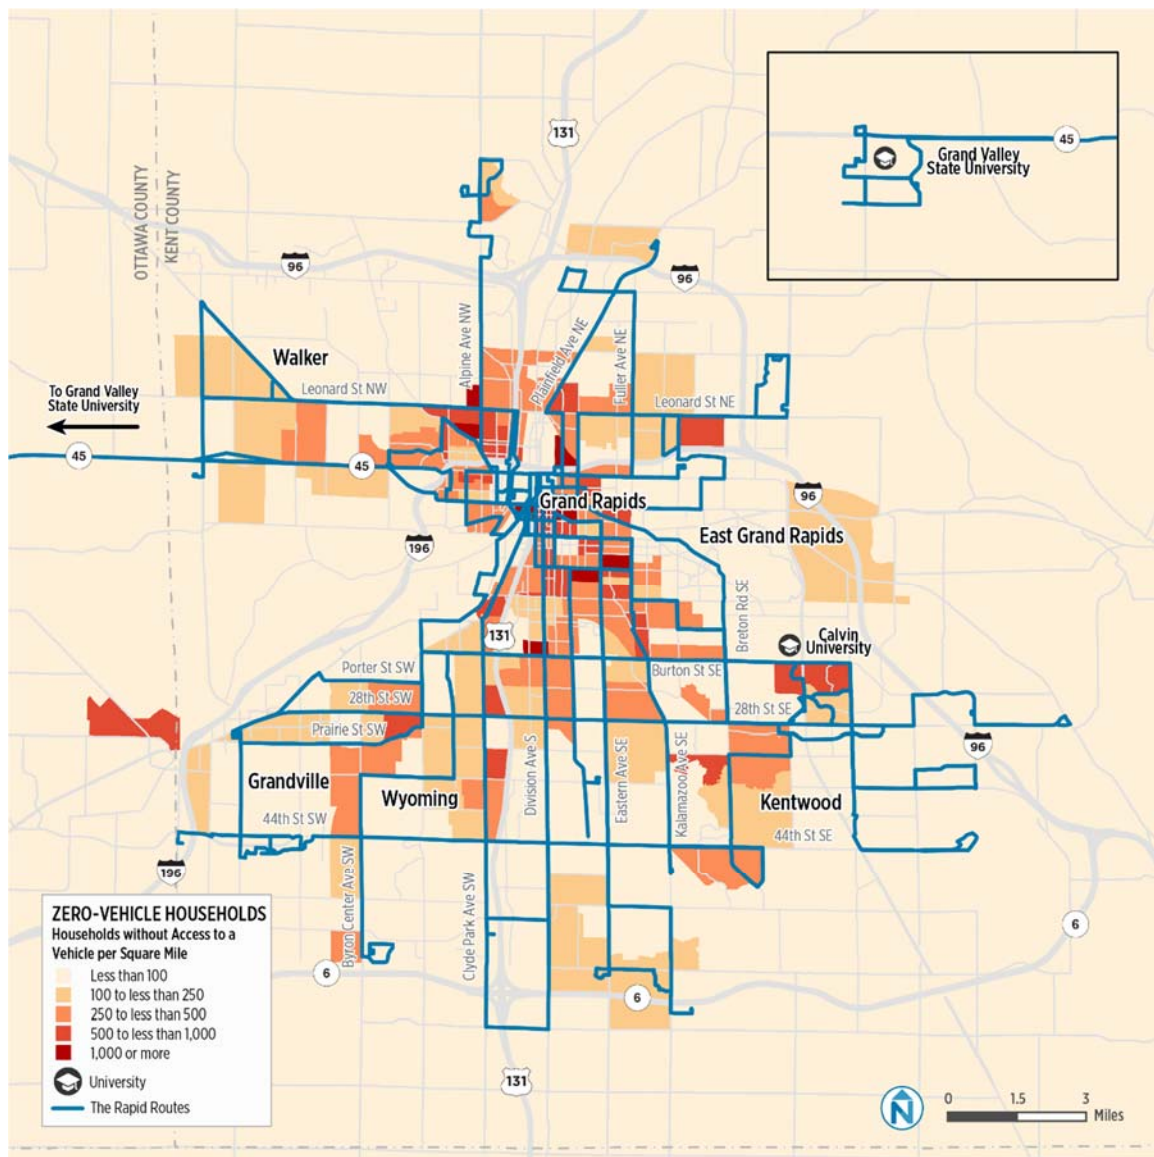 131
OTTAWA COUNTY
KENT COUNTY
96
96
45
Grand Valley
State University
Walker
Alpine Ave NW
Plainfield Ave NE
Fuller Ave NE
Leonard St NW
Leonard St NE
To Grand Valley
State University
45
45
Grand Rapids
96
East Grand Rapids
196
Breton Rd SE
131
Calvin
University
Porter St SW
Burton St SE
28th St SW
28th St SE
Prairie St SW
96
Grandville
Wyoming
Division Ave S
Eastern Ave SE
Kalamazoo Ave SE
Kentwood
44th St SW
44th St SE
196
Byron Center Ave SW
Clyde Park Ave SW
6
6
6
131
ZERO-VEHICLE HOUSEHOLDS
Households without Access to a
Vehicle per Square Mile
Less than 100
100 to less than 250
250 to less than 500
500 to less than 1,000
1,000 or more
University
The Rapid Routes
N
0 1.5 3
Miles